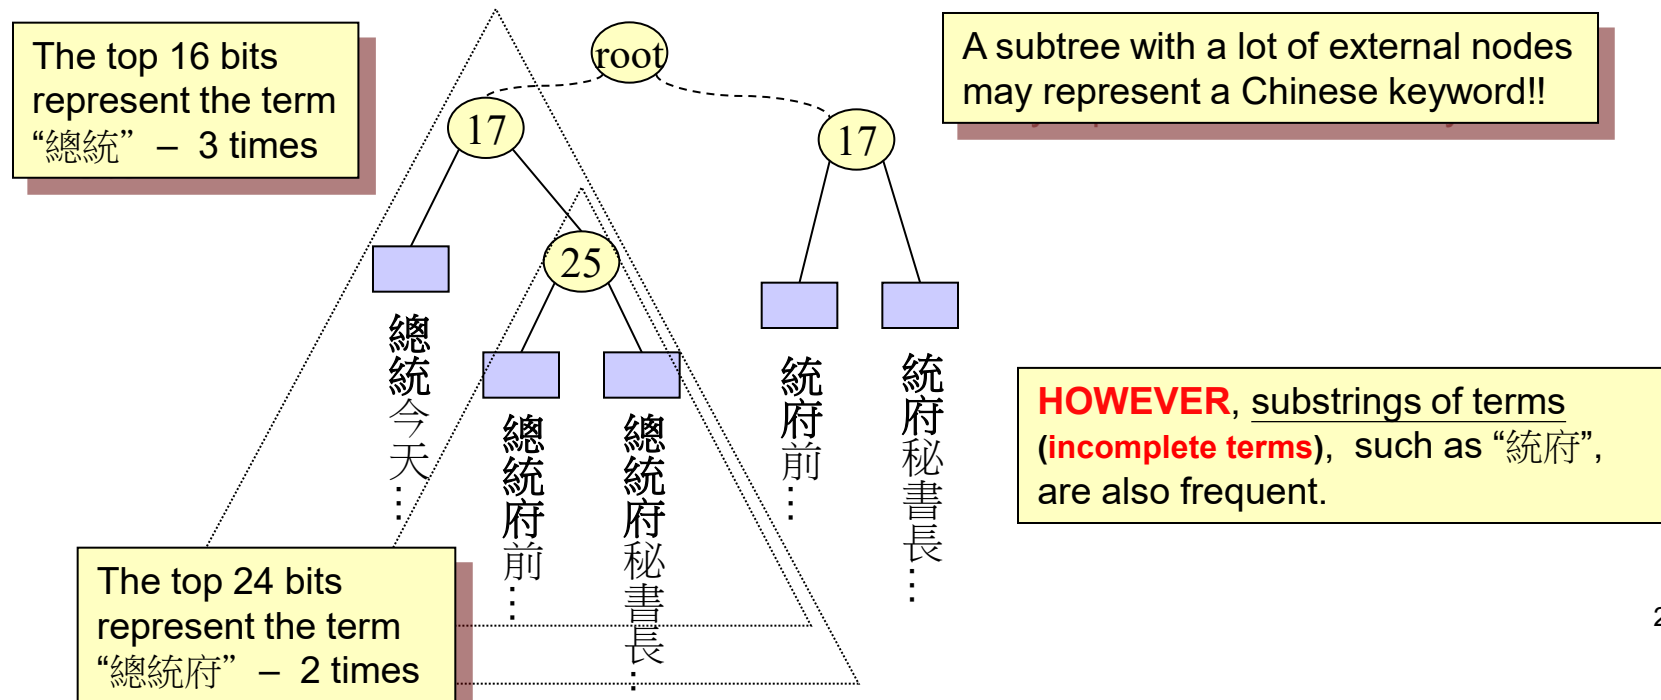 The top 16 bits
represent the term
“總統” – 3 times
root
A subtree with a lot of external nodes
may represent a Chinese keyword!!
17
17
25
總統今天…
總統府前…
總統府秘書長…
統府前…
統府秘書長…
HOWEVER, substrings of terms
(incomplete terms), such as “統府”,
are also frequent.
The top 24 bits
represent the term
“總統府” – 2 times
2